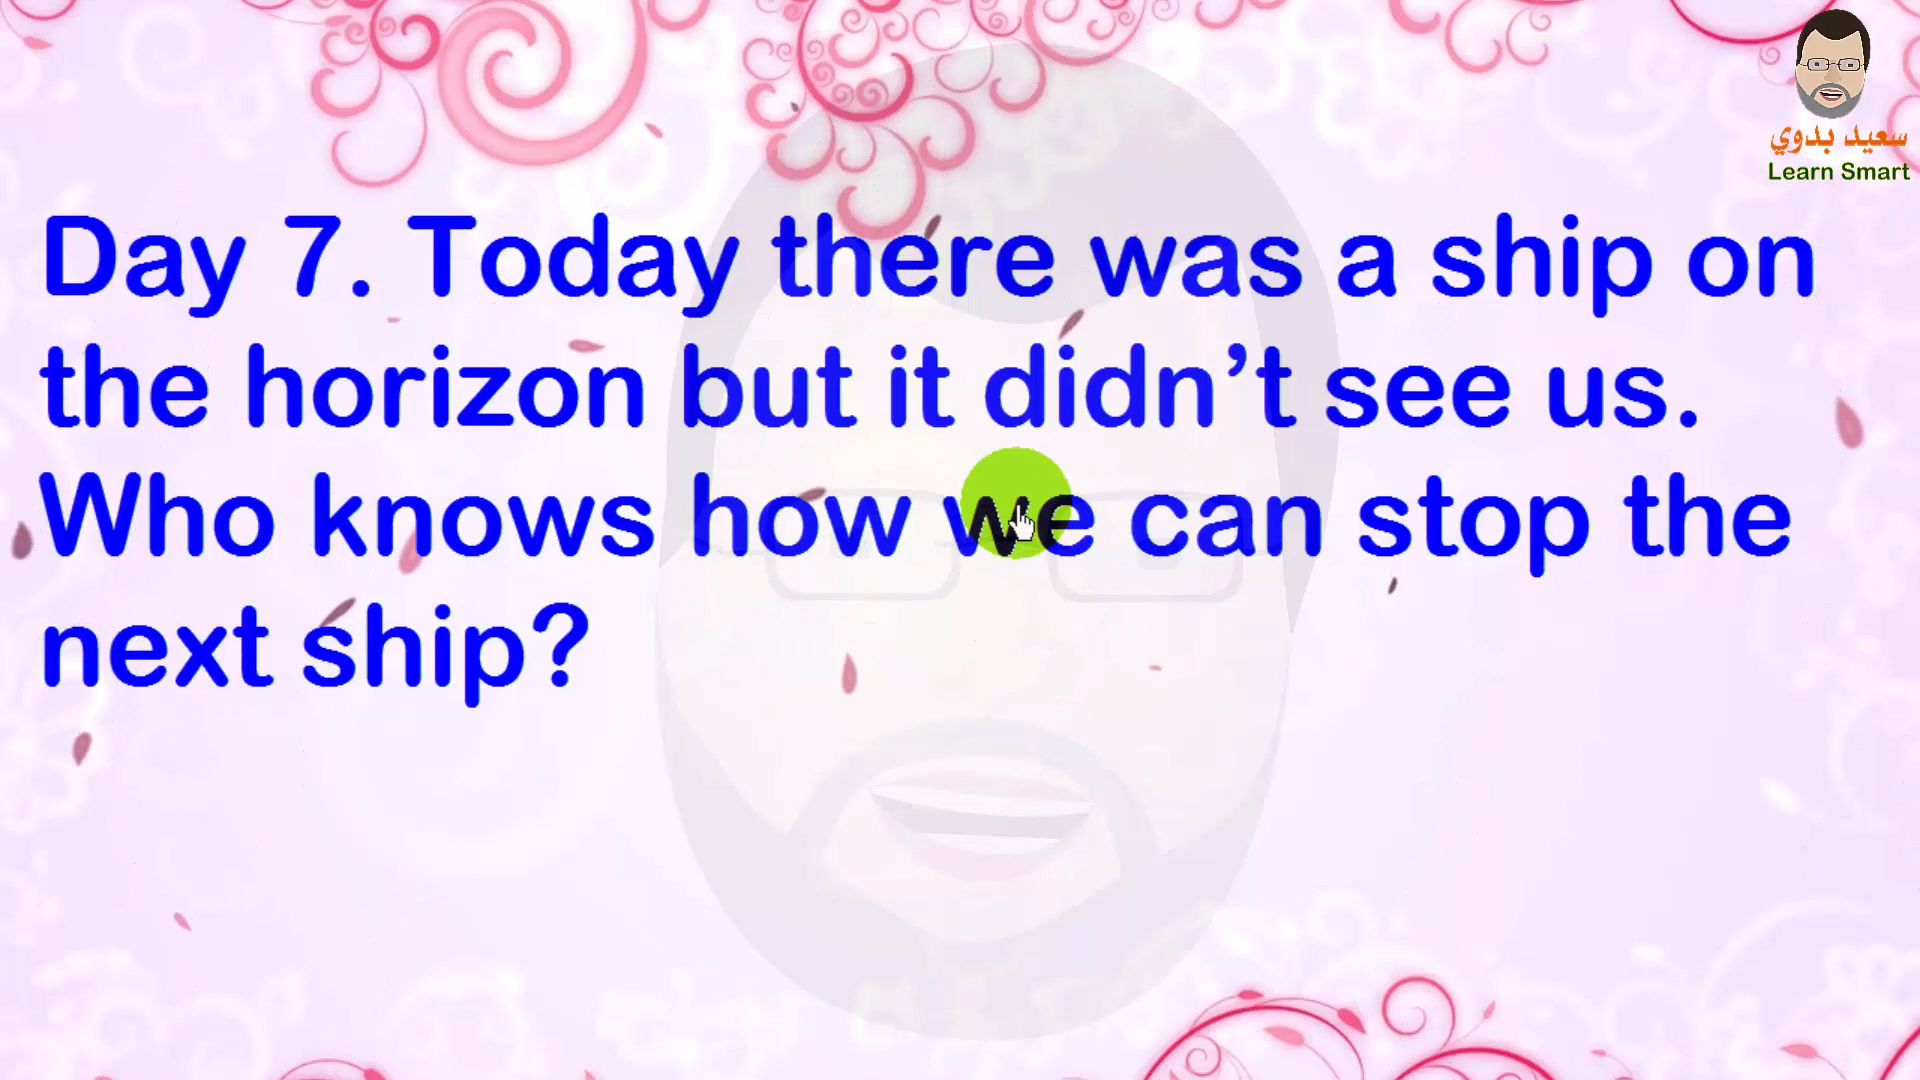 سعيد بدوي
Learn Smart
Day 7. Today there was a ship on
the horizon but it didn’t see us.
Who knows how we can stop the
next ship?